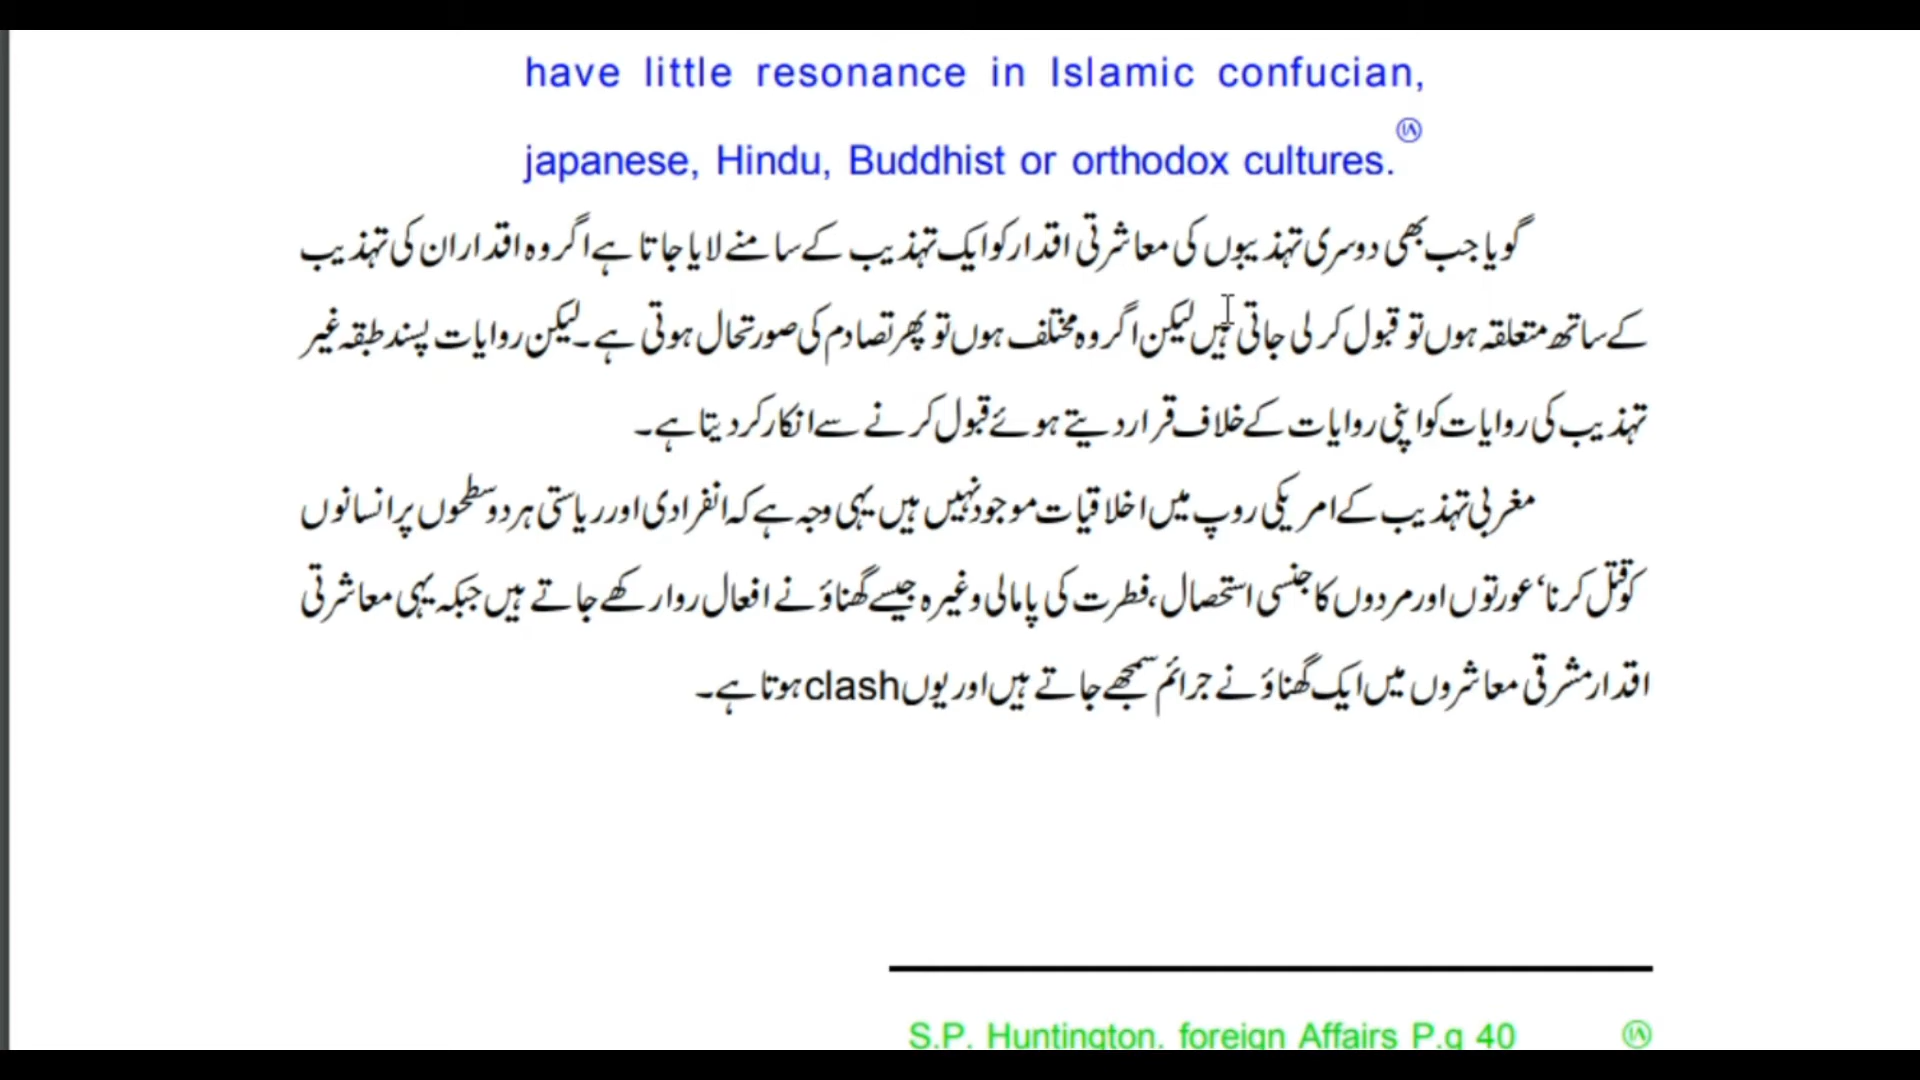 have little resonance in Islamic confucian,
japanese, Hindu, Buddhist or orthodox cultures.(۱۸)
گویا جب بھی دوسری تہذیبوں کی معاشرتی اقدار کو ایک تہذیب کے سامنے لایا جاتا ہے اگر وہ اقدار ان کی تہذیب
کے ساتھ متعلقہ ہوں تو قبول کر لی جاتی ہیں لیکن اگر وہ مختلف ہوں تو پھر تصادم کی صورتحال ہوتی ہے۔ لیکن روایات پسند طبقہ غیر
تہذیب کی روایات کو اپنی روایات کے خلاف قرار دیتے ہوئے قبول کرنے سے انکار کر دیتا ہے۔
مغربی تہذیب کے امریکی روپ میں اخلاقیات موجود نہیں ہیں یہی وجہ ہے کہ انفرادی اور ریاستی ہر دو سطحوں پر انسانوں
کو قتل کرنا‘ عورتوں اور مردوں کا جنسی استحصال، فطرت کی پامالی وغیرہ جیسے گھناؤنے افعال روا رکھے جاتے ہیں جبکہ یہی معاشرتی
اقدار مشرقی معاشروں میں ایک گھناؤنے جرائم سمجھے جاتے ہیں اور یوں clash ہوتا ہے۔
S.P. Huntington. foreign Affairs P.g 40 (۱۸)